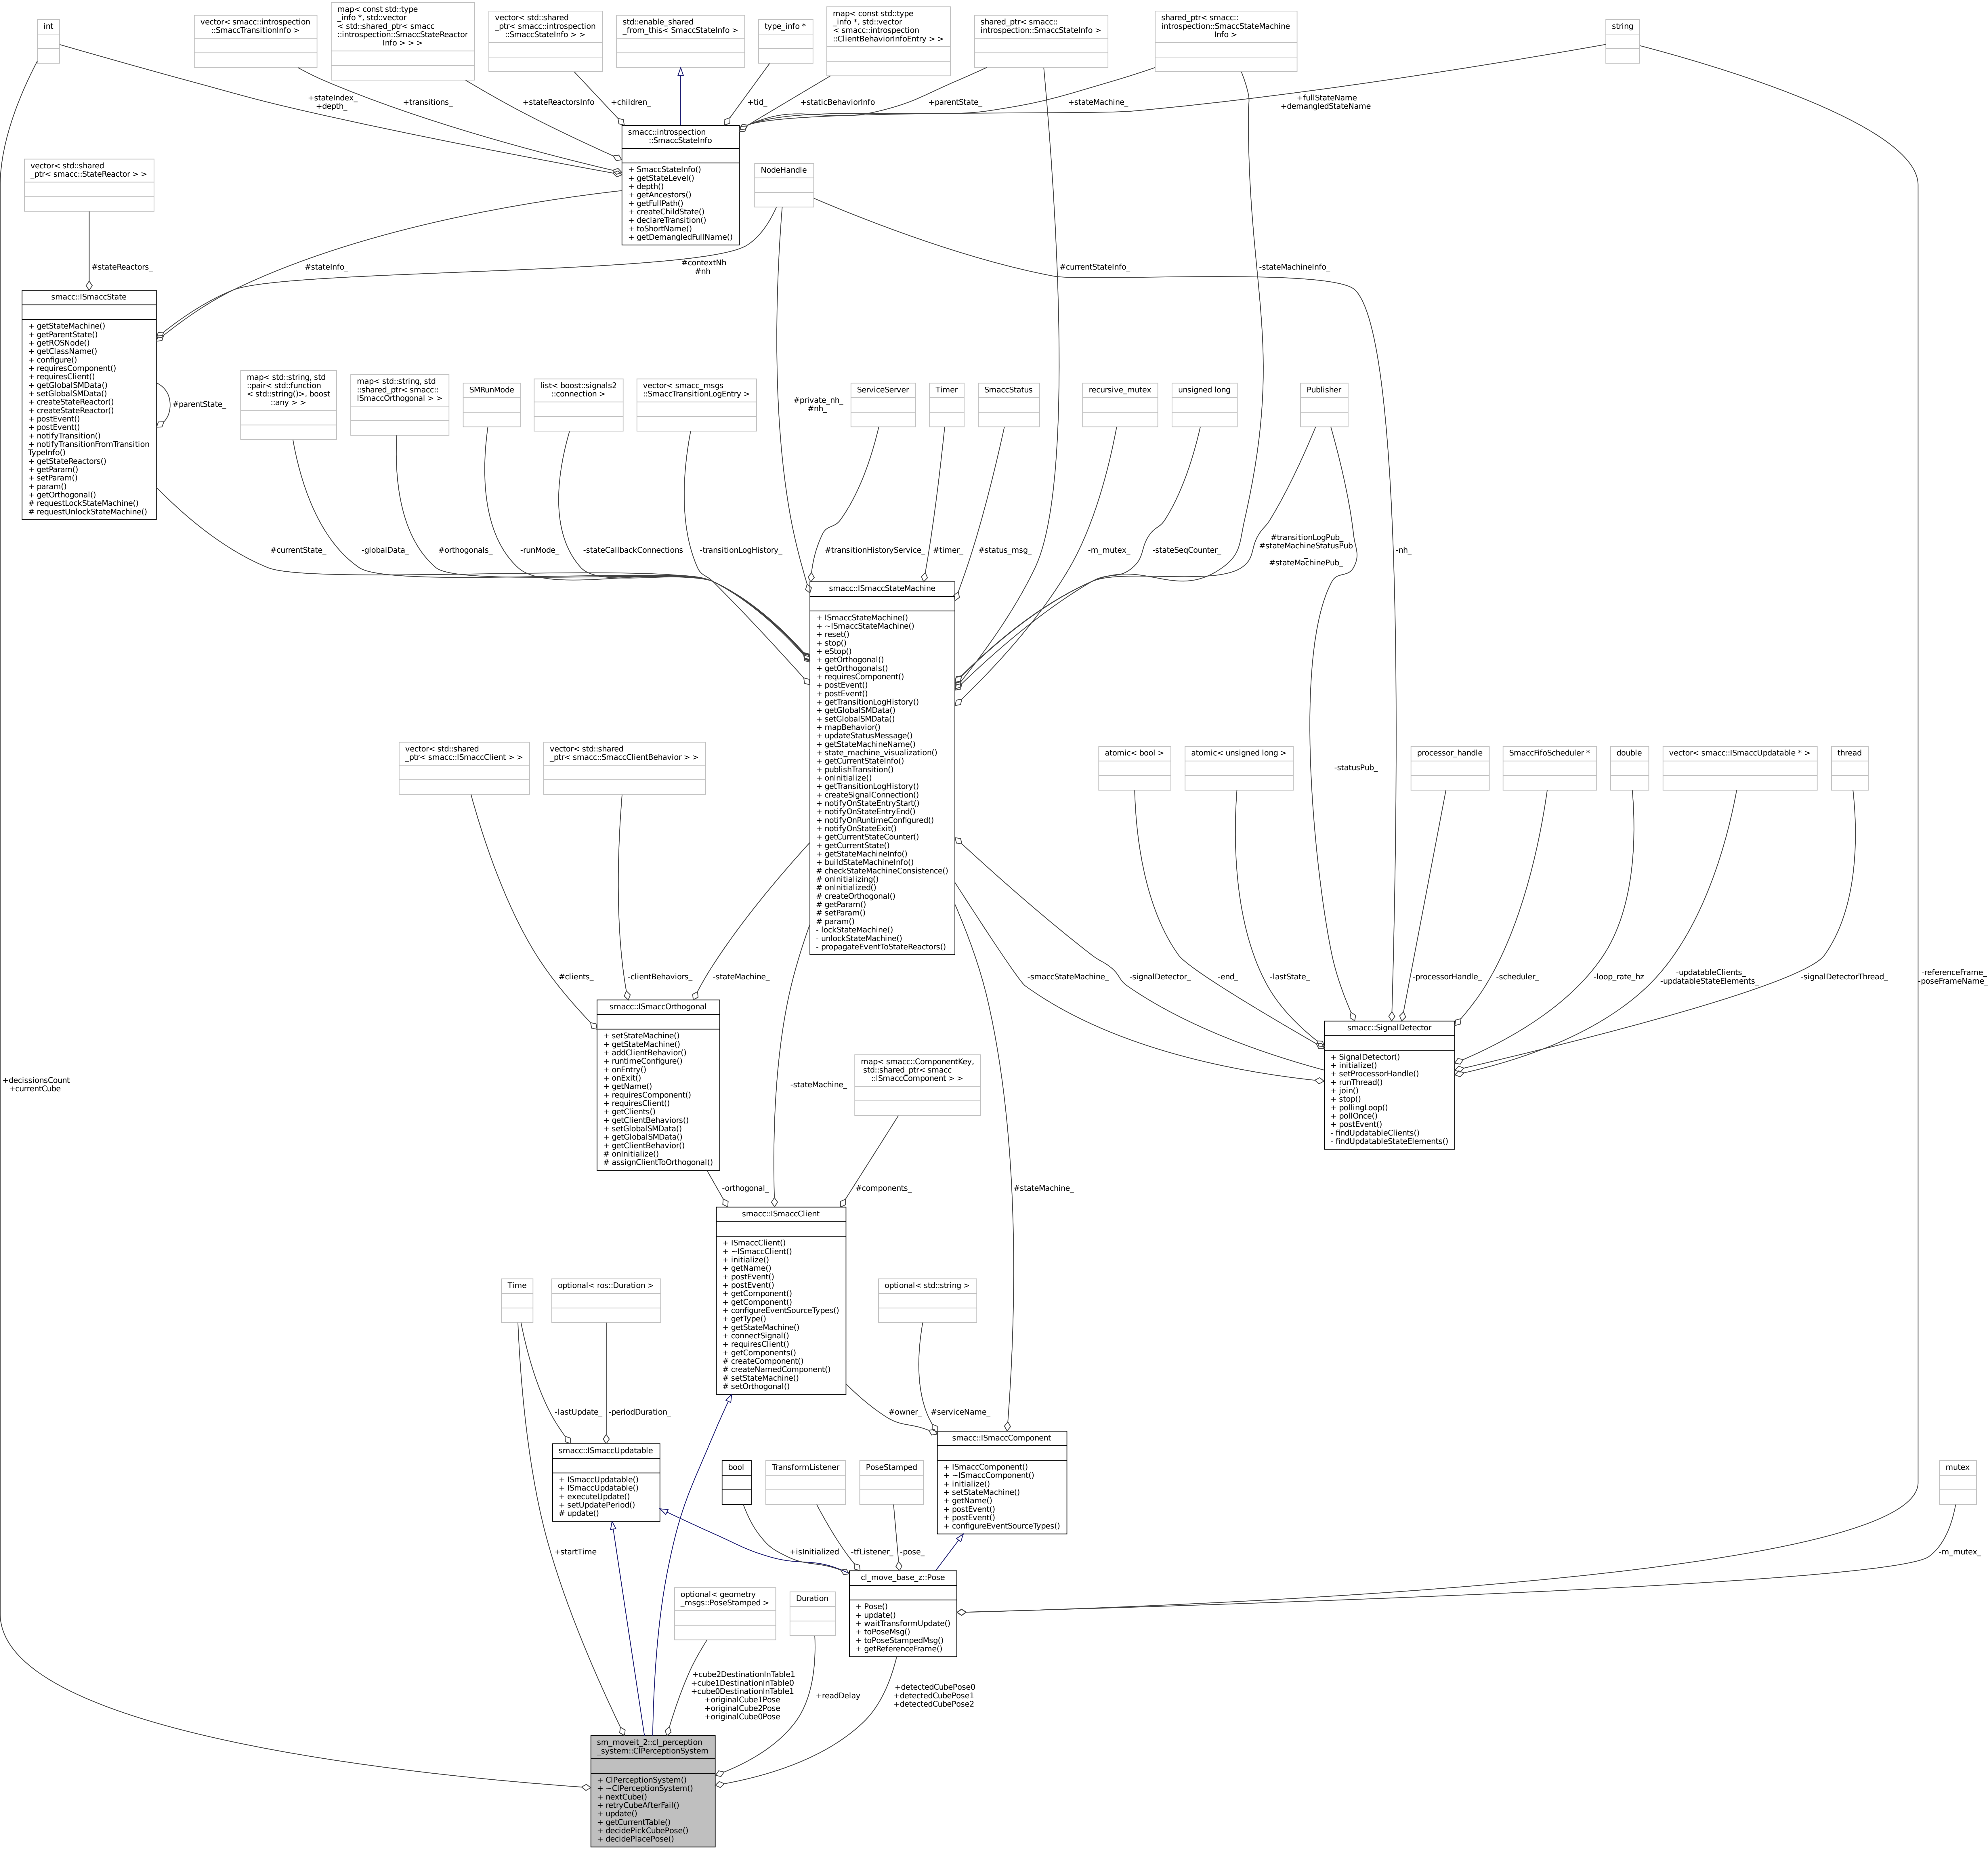 int
vector< smacc::introspection
::SmaccTransitionInfo >
map< const std::type
_info *, std::vector
< std::shared_ptr< smacc
::introspection::SmaccStateReactor
Info > > >
vector< std::shared
_ptr< smacc::introspection
::SmaccStateInfo > >
std::enable_shared
_from_this< SmaccStateInfo >
type_info *
map< const std::type
_info *, std::vector
< smacc::introspection
::ClientBehaviorInfoEntry > >
shared_ptr< smacc::
introspection::SmaccStateInfo >
shared_ptr< smacc::
introspection::SmaccStateMachine
Info >
string
+stateIndex_
+depth_
+transitions_
+stateReactorsInfo
+children_
+tid_
+staticBehaviorInfo
+parentState_
+stateMachine_
+fullStateName
+demangledStateName
smacc::introspection
::SmaccStateInfo
+ SmaccStateInfo()
+ getStateLevel()
+ depth()
+ getAncestors()
+ getFullPath()
+ createChildState()
+ declareTransition()
+ toShortName()
+ getDemangledFullName()
vector< std::shared
_ptr< smacc::StateReactor > >
NodeHandle
#stateReactors_
#stateInfo_
#contextNh
#nh
#currentStateInfo_
-stateMachineInfo_
smacc::ISmaccState
+ getStateMachine()
+ getParentState()
+ getROSNode()
+ getClassName()
+ configure()
+ requiresComponent()
+ requiresClient()
+ getGlobalSMData()
+ setGlobalSMData()
+ createStateReactor()
+ createStateReactor()
+ postEvent()
+ postEvent()
+ notifyTransition()
+ notifyTransitionFromTransition
TypeInfo()
+ getStateReactors()
+ getParam()
+ setParam()
+ param()
+ getOrthogonal()
# requestLockStateMachine()
# requestUnlockStateMachine()
#parentState_
map< std::string, std
::pair< std::function
< std::string()>, boost
::any > >
map< std::string, std
::shared_ptr< smacc::
ISmaccOrthogonal > >
SMRunMode
list< boost::signals2
::connection >
vector< smacc_msgs
::SmaccTransitionLogEntry >
#private_nh_
#nh_
ServiceServer
Timer
SmaccStatus
recursive_mutex
unsigned long
Publisher
#currentState_
-globalData_
#orthogonals_
-runMode_
-stateCallbackConnections
-transitionLogHistory_
#transitionHistoryService_
#timer_
#status_msg_
-m_mutex_
-stateSeqCounter_
#transitionLogPub_
#stateMachineStatusPub
_
#stateMachinePub_
-nh_
smacc::ISmaccStateMachine
+ ISmaccStateMachine()
+ ~ISmaccStateMachine()
+ reset()
+ stop()
+ eStop()
+ getOrthogonal()
+ getOrthogonals()
+ requiresComponent()
+ postEvent()
+ postEvent()
+ getTransitionLogHistory()
+ getGlobalSMData()
+ setGlobalSMData()
+ mapBehavior()
+ updateStatusMessage()
+ getStateMachineName()
+ state_machine_visualization()
+ getCurrentStateInfo()
+ publishTransition()
+ onInitialize()
+ getTransitionLogHistory()
+ createSignalConnection()
+ notifyOnStateEntryStart()
+ notifyOnStateEntryEnd()
+ notifyOnRuntimeConfigured()
+ notifyOnStateExit()
+ getCurrentStateCounter()
+ getCurrentState()
+ getStateMachineInfo()
+ buildStateMachineInfo()
# checkStateMachineConsistence()
# onInitializing()
# onInitialized()
# createOrthogonal()
# getParam()
# setParam()
# param()
- lockStateMachine()
- unlockStateMachine()
- propagateEventToStateReactors()
vector< std::shared
_ptr< smacc::ISmaccClient > >
vector< std::shared
_ptr< smacc::SmaccClientBehavior > >
atomic< bool >
atomic< unsigned long >
-statusPub_
processor_handle
SmaccFifoScheduler *
double
vector< smacc::ISmaccUpdatable * >
thread
#clients_
-clientBehaviors_
-stateMachine_
-smaccStateMachine_
-signalDetector_
-end_
-lastState_
-processorHandle_
-scheduler_
-loop_rate_hz
-updatableClients_
-updatableStateElements_
-signalDetectorThread_
-referenceFrame_
-poseFrameName_
smacc::ISmaccOrthogonal
+ setStateMachine()
+ getStateMachine()
+ addClientBehavior()
+ runtimeConfigure()
+ onEntry()
+ onExit()
+ getName()
+ requiresComponent()
+ requiresClient()
+ getClients()
+ getClientBehaviors()
+ setGlobalSMData()
+ getGlobalSMData()
+ getClientBehavior()
# onInitialize()
# assignClientToOrthogonal()
smacc::SignalDetector
+ SignalDetector()
+ initialize()
+ setProcessorHandle()
+ runThread()
+ join()
+ stop()
+ pollingLoop()
+ pollOnce()
+ postEvent()
- findUpdatableClients()
- findUpdatableStateElements()
+decissionsCount
+currentCube
-stateMachine_
map< smacc::ComponentKey,
std::shared_ptr< smacc
::ISmaccComponent > >
-orthogonal_
#components_
#stateMachine_
smacc::ISmaccClient
+ ISmaccClient()
+ ~ISmaccClient()
+ initialize()
+ getName()
+ postEvent()
+ postEvent()
+ getComponent()
+ getComponent()
+ configureEventSourceTypes()
+ getType()
+ getStateMachine()
+ connectSignal()
+ requiresClient()
+ getComponents()
# createComponent()
# createNamedComponent()
# setStateMachine()
# setOrthogonal()
Time
optional< ros::Duration >
optional< std::string >
-lastUpdate_
-periodDuration_
#owner_
#serviceName_
smacc::ISmaccUpdatable
+ ISmaccUpdatable()
+ ISmaccUpdatable()
+ executeUpdate()
+ setUpdatePeriod()
# update()
bool
TransformListener
PoseStamped
smacc::ISmaccComponent
+ ISmaccComponent()
+ ~ISmaccComponent()
+ initialize()
+ setStateMachine()
+ getName()
+ postEvent()
+ postEvent()
+ configureEventSourceTypes()
mutex
+startTime
+isInitialized
-tfListener_
-pose_
-m_mutex_
cl_move_base_z::Pose
+ Pose()
+ update()
+ waitTransformUpdate()
+ toPoseMsg()
+ toPoseStampedMsg()
+ getReferenceFrame()
optional< geometry
_msgs::PoseStamped >
Duration
+cube2DestinationInTable1
+cube1DestinationInTable0
+cube0DestinationInTable1
+originalCube1Pose
+originalCube2Pose
+originalCube0Pose
+readDelay
+detectedCubePose0
+detectedCubePose1
+detectedCubePose2
sm_moveit_2::cl_perception
_system::ClPerceptionSystem
+ ClPerceptionSystem()
+ ~ClPerceptionSystem()
+ nextCube()
+ retryCubeAfterFail()
+ update()
+ getCurrentTable()
+ decidePickCubePose()
+ decidePlacePose()